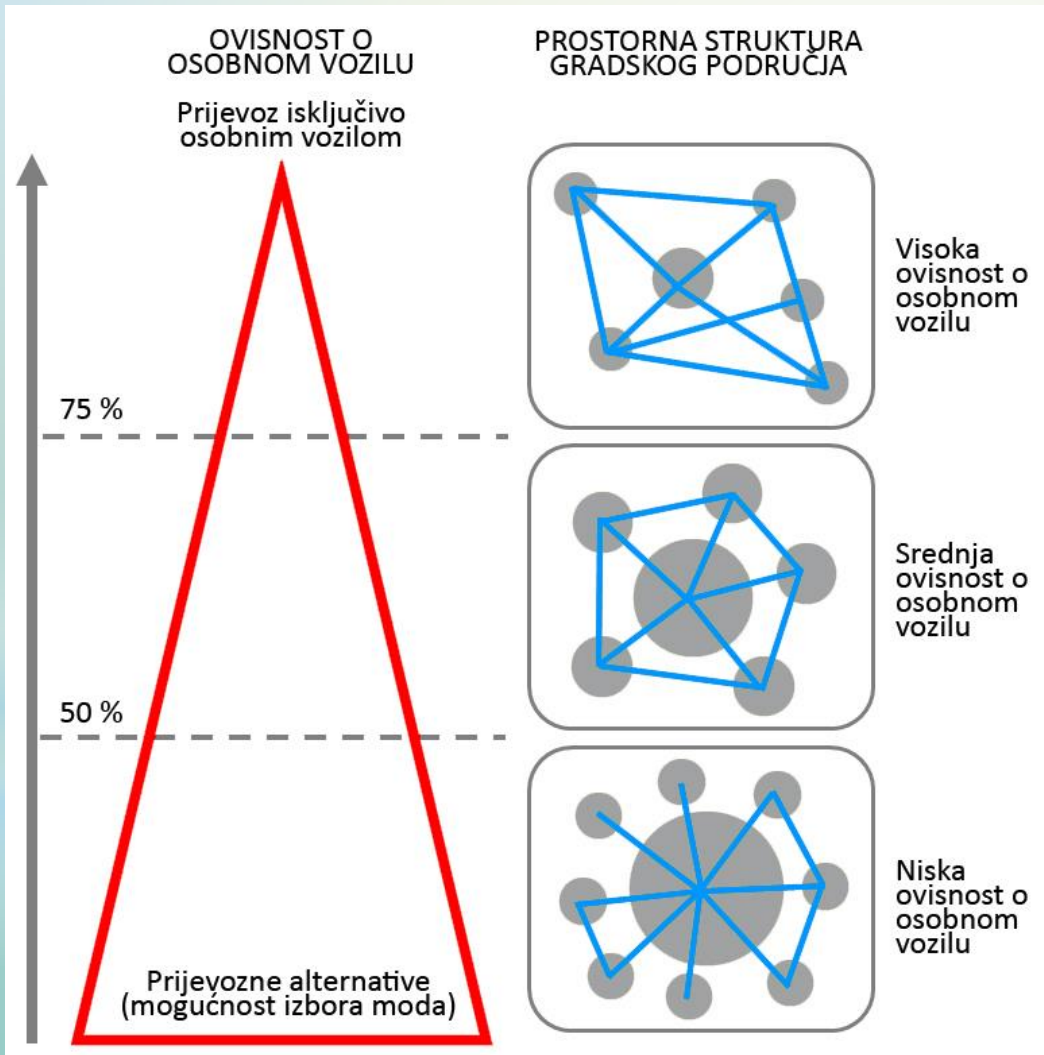 OVISNOST O
OSOBNOM VOZILU
Prijevoz isključivo
osobnim vozilom
75 %
50 %
Prijevozne alternative
(mogućnost izbora moda)
PROSTORNA STRUKTURA
GRADSKOG PODRUČJA
Visoka
ovisnost o
osobnom
vozilu
Srednja
ovisnost o
osobnom
vozilu
Niska
ovisnost o
osobnom
vozilu